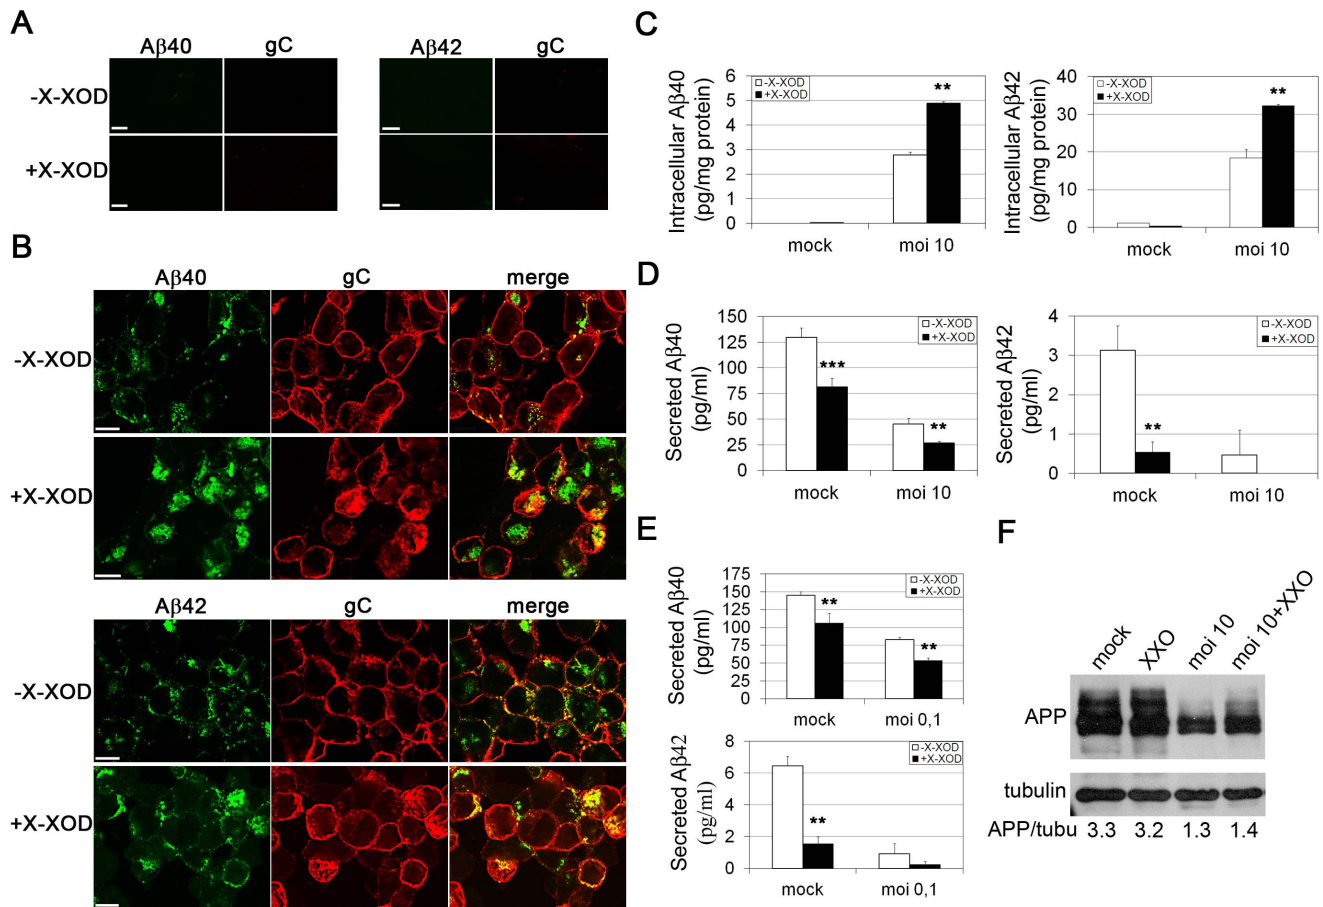 A
Aβ40 gC Aβ42 gC
-X-XOD
+X-XOD
B
Aβ40 gC merge
-X-XOD
+X-XOD
Aβ42 gC merge
-X-XOD
+X-XOD
C
Intracellular Aβ40
(pg/mg protein)
6
5
4
3
2
1
0
-X-XOD
+X-XOD
**
mock moi 10
Intracellular Aβ42
(pg/mg protein)
40
30
20
10
0
-X-XOD
+X-XOD
**
mock moi 10
D
Secreted Aβ40
(pg/ml)
150
125
100
75
50
25
0
-X-XOD
+X-XOD
***
**
mock moi 10
Secreted Aβ42
(pg/ml)
4
3
2
1
0
-X-XOD
+X-XOD
**
mock moi 10
E
Secreted Aβ40
(pg/ml)
175
150
125
100
75
50
25
0
-X-XOD
+X-XOD
**
**
mock moi 0,1
Secreted Aβ42
(pg/ml)
8
6
4
2
0
-X-XOD
+X-XOD
**
mock moi 0,1
F
mock XXO moi 10 moi 10+XXO
APP
tubulin
APP/tubu 3.3 3.2 1.3 1.4